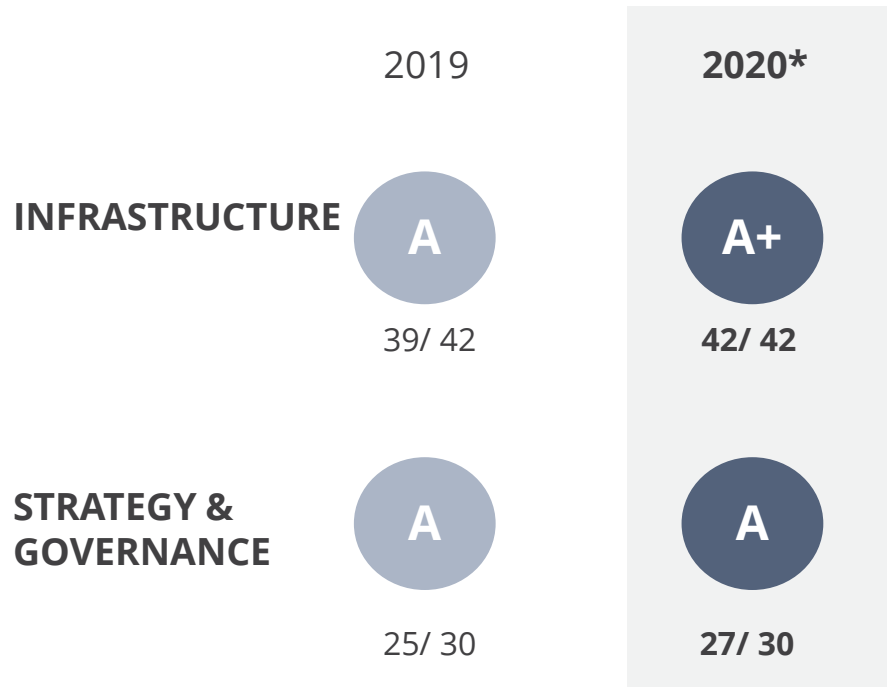 2019
2020*
INFRASTRUCTURE
A
A+
39/ 42
42/ 42
STRATEGY &
GOVERNANCE
A
A
25/ 30
27/ 30